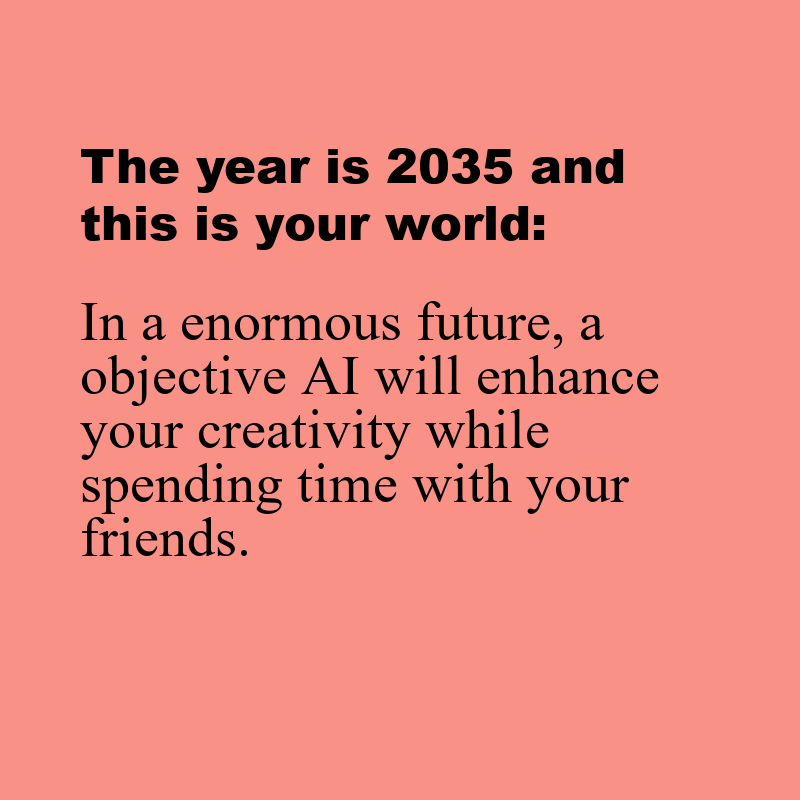 The year is 2035 and
this is your world:
In a enormous future, a
objective AI will enhance
your creativity while
spending time with your
friends.